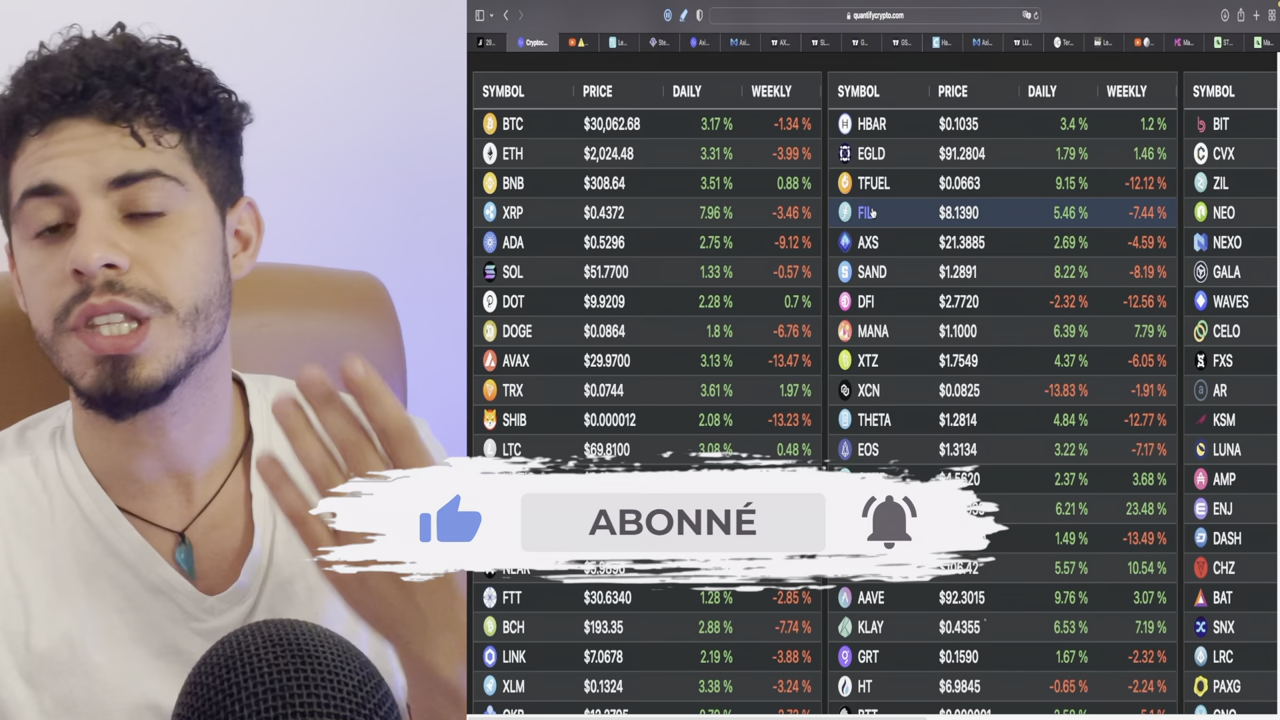 quantifycrypto.com
Cryptoc...
SYMBOL PRICE DAILY WEEKLY SYMBOL PRICE DAILY WEEKLY SYMBOL
BTC $30,062.68 3.17 % -1.34 % HBAR $0.1035 3.4 % 1.2 % BIT
ETH $2,024.48 3.31 % -3.99 % EGLD $91.2804 1.79 % 1.46 % CVX
BNB $308.64 3.51 % 0.88 % TFUEL $0.0663 9.15 % -12.12 % ZIL
XRP $0.4372 7.96 % -3.46 % FIL $8.1390 5.46 % -7.44 % NEO
ADA $0.5296 2.75 % -9.12 % AXS $21.3885 2.69 % -4.59 % NEXO
SOL $51.7700 1.33 % -0.57 % SAND $1.2891 8.22 % -8.19 % GALA
DOT $9.9209 2.28 % 0.7 % DFI $2.7720 -2.32 % -12.56 % WAVES
DOGE $0.0864 1.8 % -6.76 % MANA $1.1000 6.39 % 7.79 % CELO
AVAX $29.9700 3.13 % -13.47 % XTZ $1.7549 4.37 % -6.05 % FXS
TRX $0.0744 3.61 % 1.97 % XCN $0.0825 -13.83 % -1.91 % AR
SHIB $0.000012 2.08 % -13.23 % THETA $1.2814 4.84 % -12.77 % KSM
LTC $69.8100 3.08 % 0.48 % EOS $1.3134 3.22 % -7.17 % LUNA
2.37 % 3.68 % AMP
6.21 % 23.48 % ENJ
ABONNÉ
1.49 % -13.49 % DASH
NEAR 5.57 % 10.54 % CHZ
FTT $30.6340 1.28 % -2.85 % AAVE $92.3015 9.76 % 3.07 % BAT
BCH $193.35 2.88 % -7.74 % KLAY $0.4355 6.53 % 7.19 % SNX
LINK $7.0678 2.19 % -3.88 % GRT $0.1590 1.67 % -2.32 % LRC
XLM $0.1324 3.38 % -3.24 % HT $6.9845 -0.65 % -2.24 % PAXG